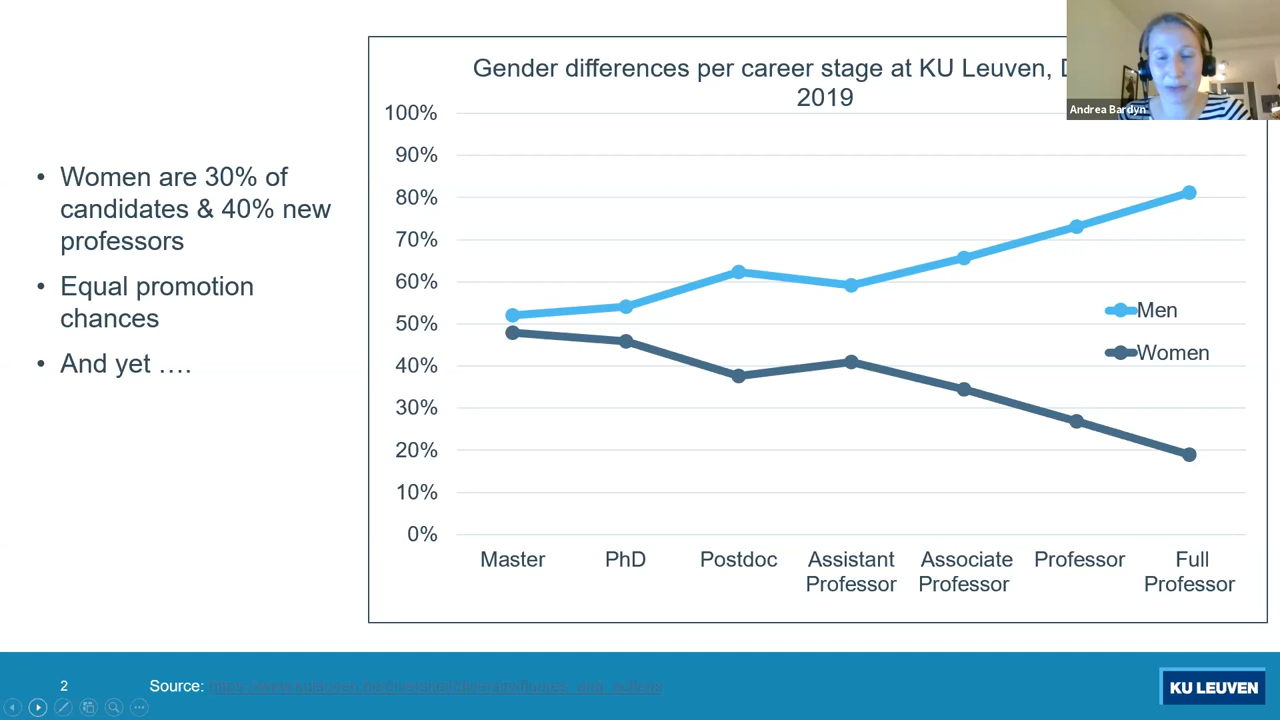 Gender differences per career stage at KU Leuven, D
2019
Andrea Bardyn
• Women are 30% of
candidates & 40% new
professors
• Equal promotion
chances
• And yet ….
100%
90%
80%
70%
60%
50%
40%
30%
20%
10%
0%
Men
Women
Master PhD Postdoc Assistant Associate Professor Full
Professor Professor Professor
2 Source:
KU LEUVEN